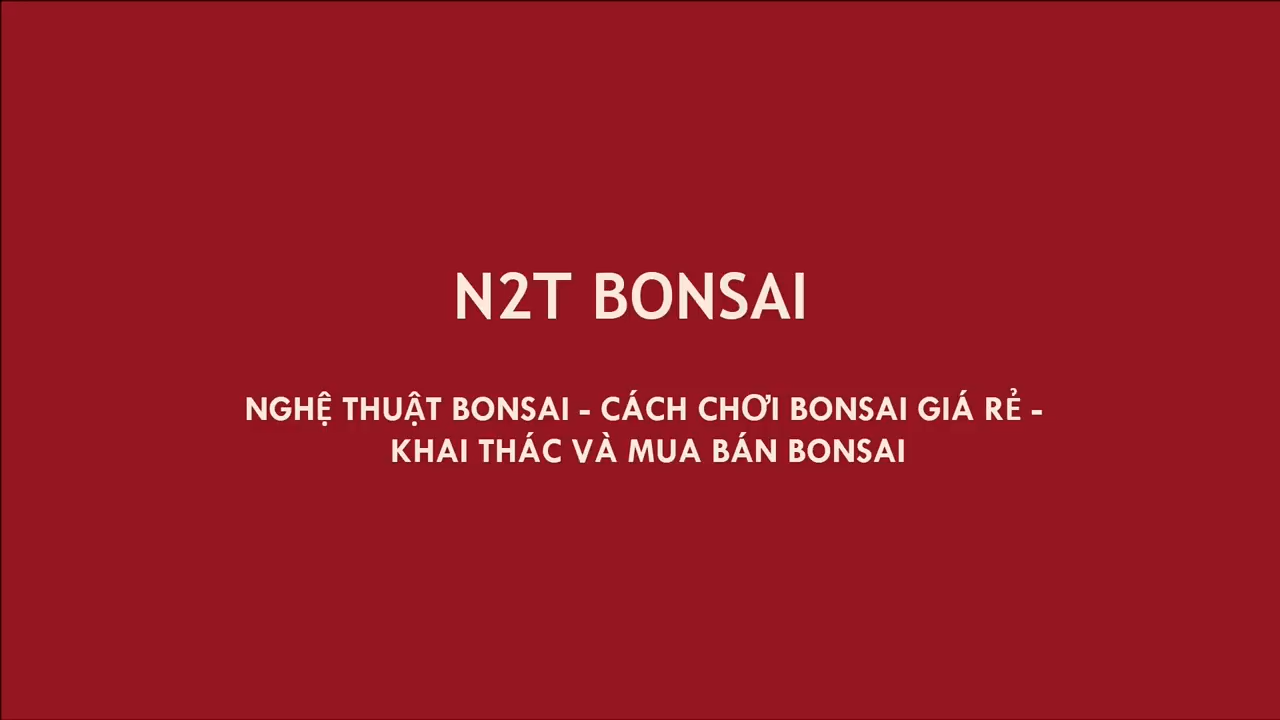 N2T BONSAI
NGHỆ THUẬT BONSAI - CÁCH CHƠI BONSAI GIÁ RẺ -
KHAI THÁC VÀ MUA BÁN BONSAI